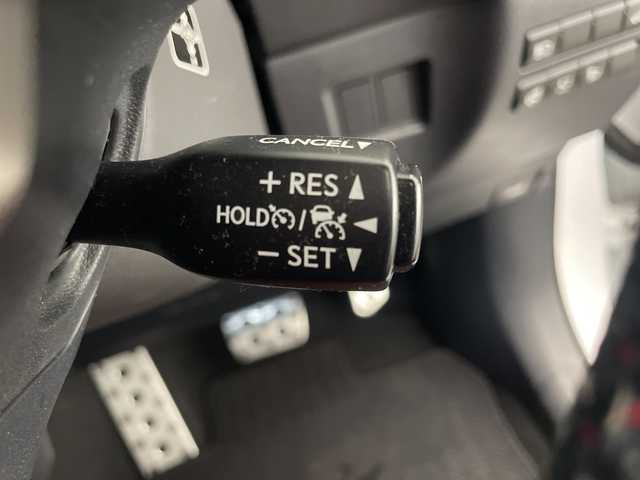 CANCEL▼
+ RES ▲
HOLD / ◀
− SET ▼